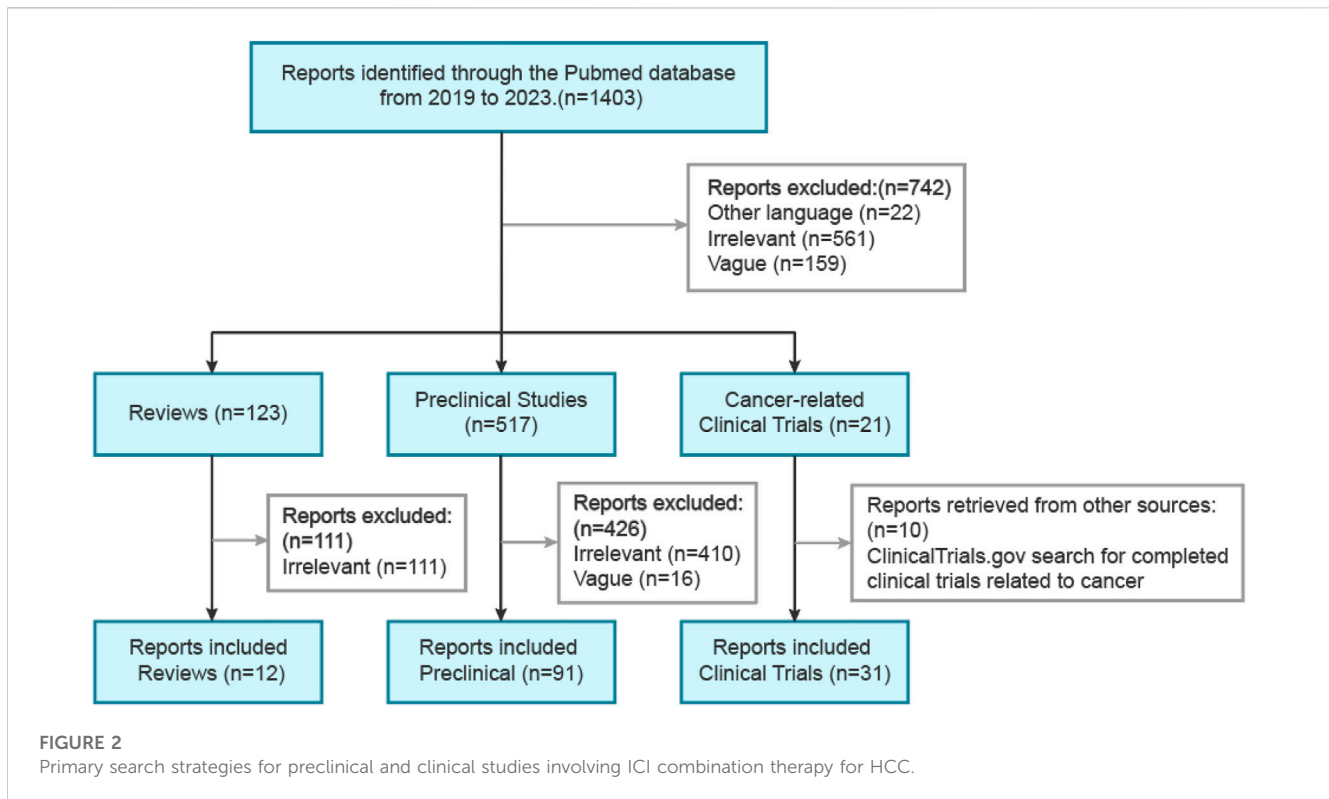 Reports identified through the Pubmed database
from 2019 to 2023.(n=1403)
Reports excluded:(n=742)
Other language (n=22)
Irrelevant (n=561)
Vague (n=159)
Reviews (n=123)
Preclinical Studies
(n=517)
Cancer-related
Clinical Trials (n=21)
Reports excluded:
(n=111)
Irrelevant (n=111)
Reports excluded:
(n=426)
Irrelevant (n=410)
Vague (n=16)
Reports retrieved from other sources:
(n=10)
ClinicalTrials.gov search for completed
clinical trials related to cancer
Reports included
Reviews (n=12)
Reports included
Preclinical (n=91)
Reports included
Clinical Trials (n=31)
FIGURE 2
Primary search strategies for preclinical and clinical studies involving ICI combination therapy for HCC.